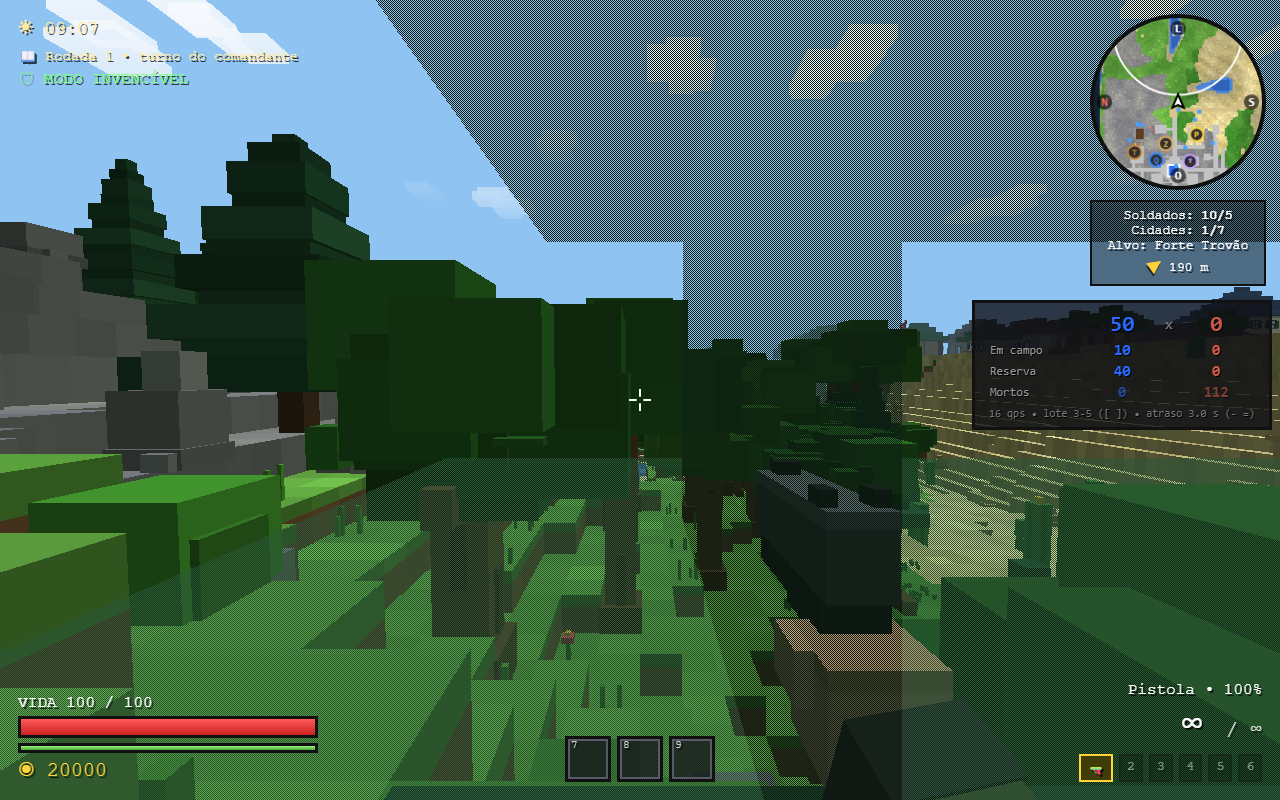 09:07
Rodada 1 • turno do comandante
MODO INVENCÍVEL
L
N
S
P
Z
T
Q
T
O
Soldados: 10/5
Cidades: 1/7
Alvo: Forte Trovão
190 m
50 x 0
Em campo 10 0
Reserva 40 0
Mortos 0 112
16 qps • lote 3-5 ([ ]) • atraso 3.0 s (- =)
VIDA 100 / 100
20000
7 8 9
Pistola • 100%
∞ / ∞
2 3 4 5 6